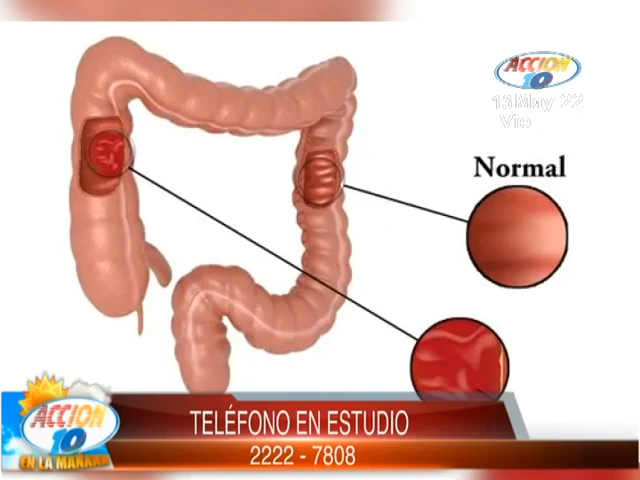 ACCION
10
13 May 22
Vie
Normal
ACCION
10
EN LA MAÑANA
TELÉFONO EN ESTUDIO
2222 - 7808